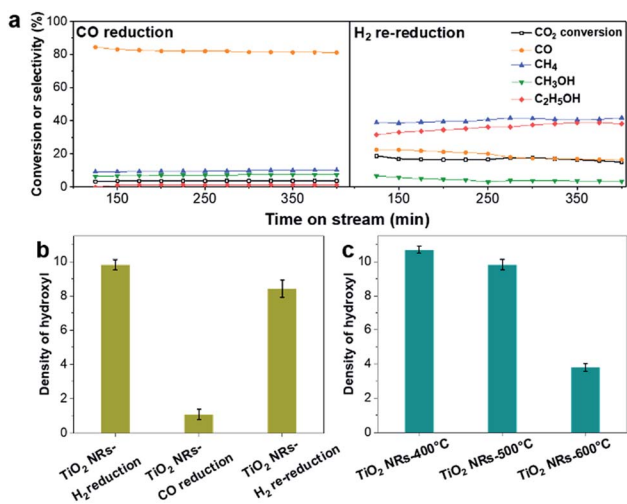 a
CO reduction
H2 re-reduction
CO2 conversion
CO
CH4
CH3OH
C2H5OH
Conversion or selectivity (%)
100
80
60
40
20
0
150
250
350
150
250
350
Time on stream (min)
b
Density of hydroxyl
10
8
6
4
2
0
TiO2 NRs-
H2 reduction
TiO2 NRs-
CO reduction
TiO2 NRs-
H2 re-reduction
c
Density of hydroxyl
10
8
6
4
2
0
TiO2 NRs-400°C
TiO2 NRs-500°C
TiO2 NRs-600°C